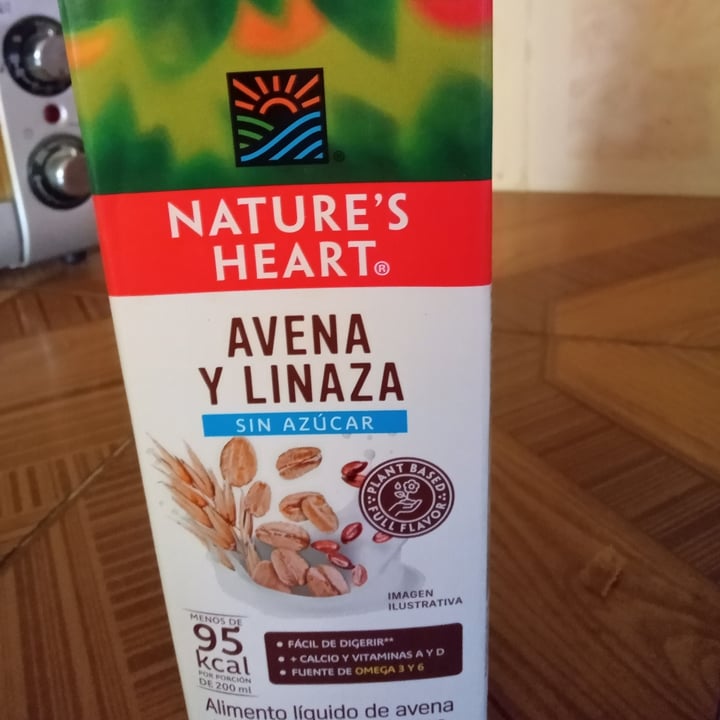 NATURE'S
HEART®
AVENA
Y LINAZA
SIN AZÚCAR
PLANT BASED
FULL FLAVOR
IMAGEN
ILUSTRATIVA
MENOS DE
95
kcal
POR PORCIÓN
DE 200 ml
• FÁCIL DE DIGERIR**
• + CALCIO Y VITAMINAS A Y D
• FUENTE DE OMEGA 3 Y 6
Alimento líquido de avena